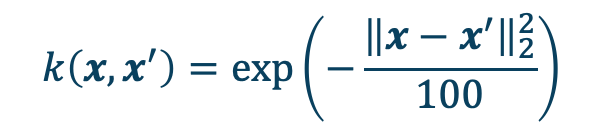 k(x, x′) = exp(−‖x − x′‖₂²/100)